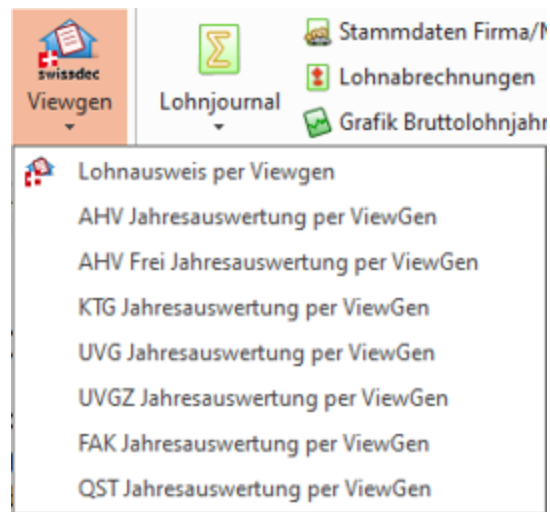 swissdec
Viewgen
Lohnjournal
Stammdaten Firma/
Lohnabrechnungen
Grafik Bruttolohnjahr
Lohnausweis per Viewgen
AHV Jahresauswertung per ViewGen
AHV Frei Jahresauswertung per ViewGen
KTG Jahresauswertung per ViewGen
UVG Jahresauswertung per ViewGen
UVGZ Jahresauswertung per ViewGen
FAK Jahresauswertung per ViewGen
QST Jahresauswertung per ViewGen